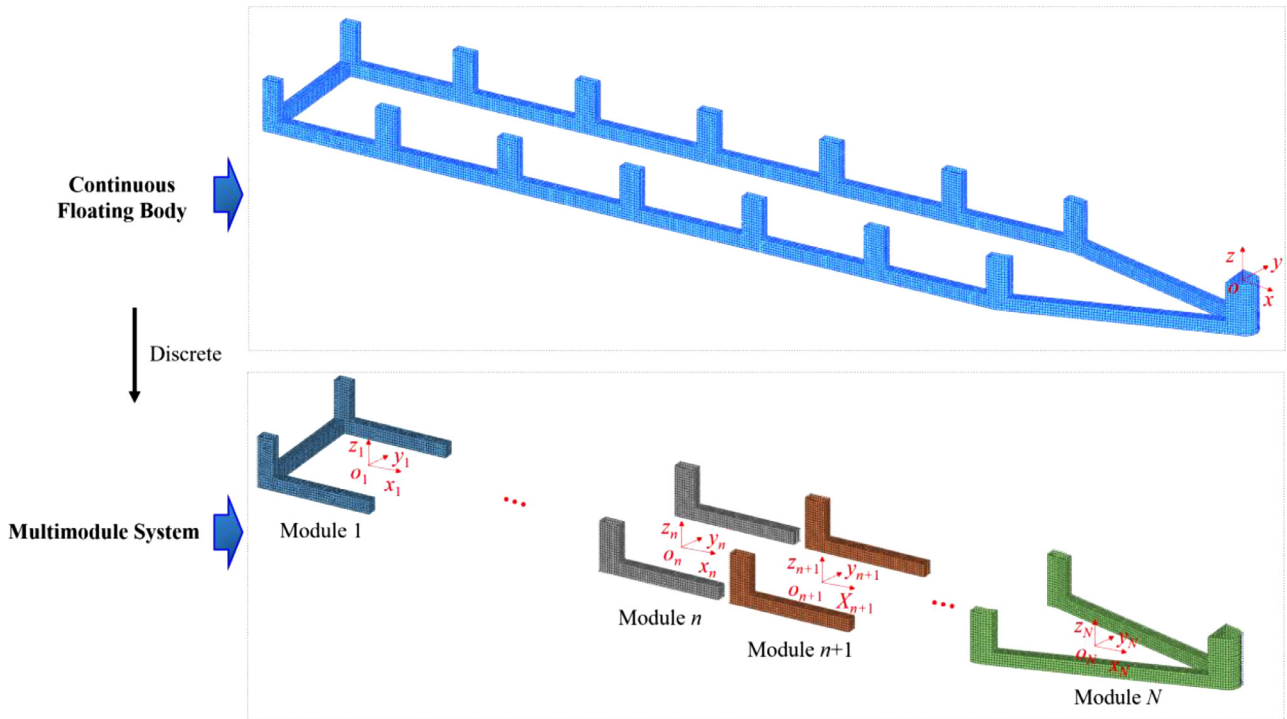 Continuous
Floating Body
z
y
o
x
Discrete
Multimodule System
z1
y1
o1
x1
Module 1
...
zn
yn
on
xn
Module n
zn+1
yn+1
on+1
Xn+1
Module n+1
...
zN
yN
oN
xN
Module N